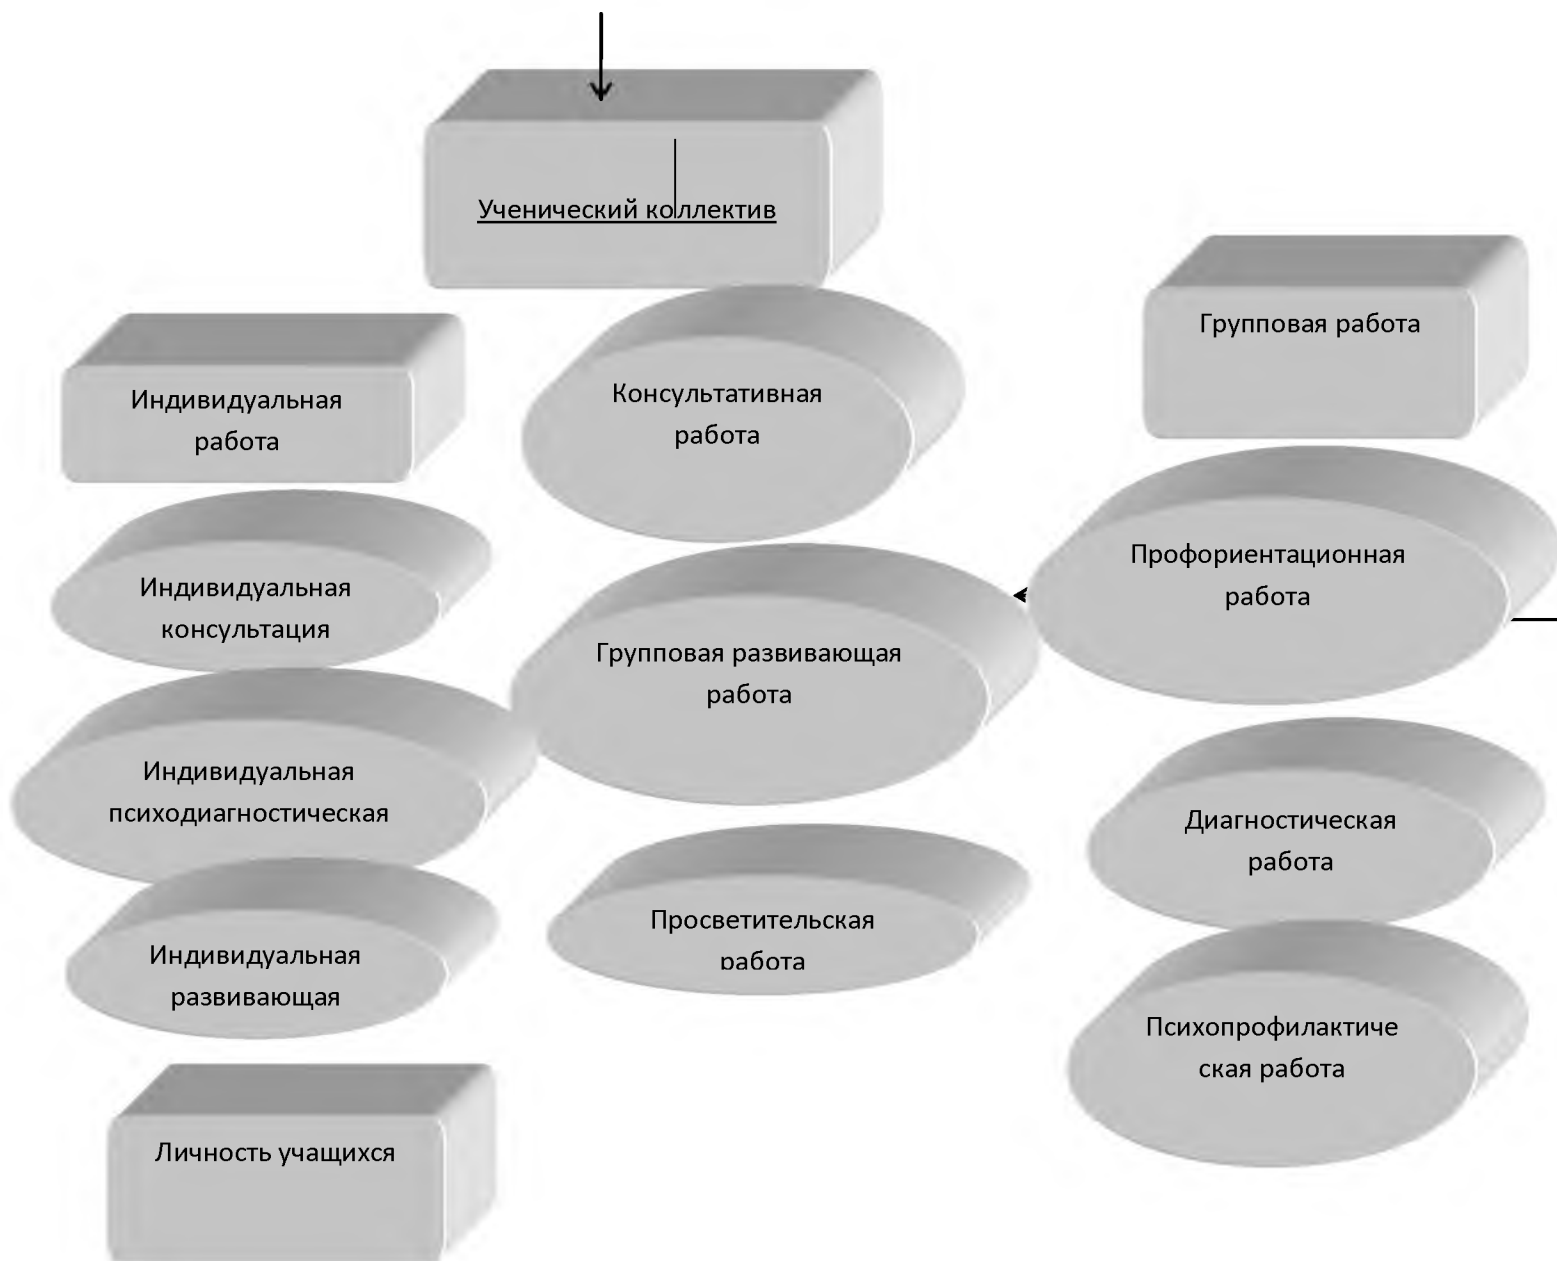 Ученический коллектив
Групповая работа
Индивидуальная
работа
Консультативная
работа
Индивидуальная
консультация
Профориентационная
работа
Групповая развивающая
работа
Индивидуальная
психодиагностическая
Диагностическая
работа
Просветительская
работа
Индивидуальная
развивающая
Психопрофилактиче
ская работа
Личность учащихся